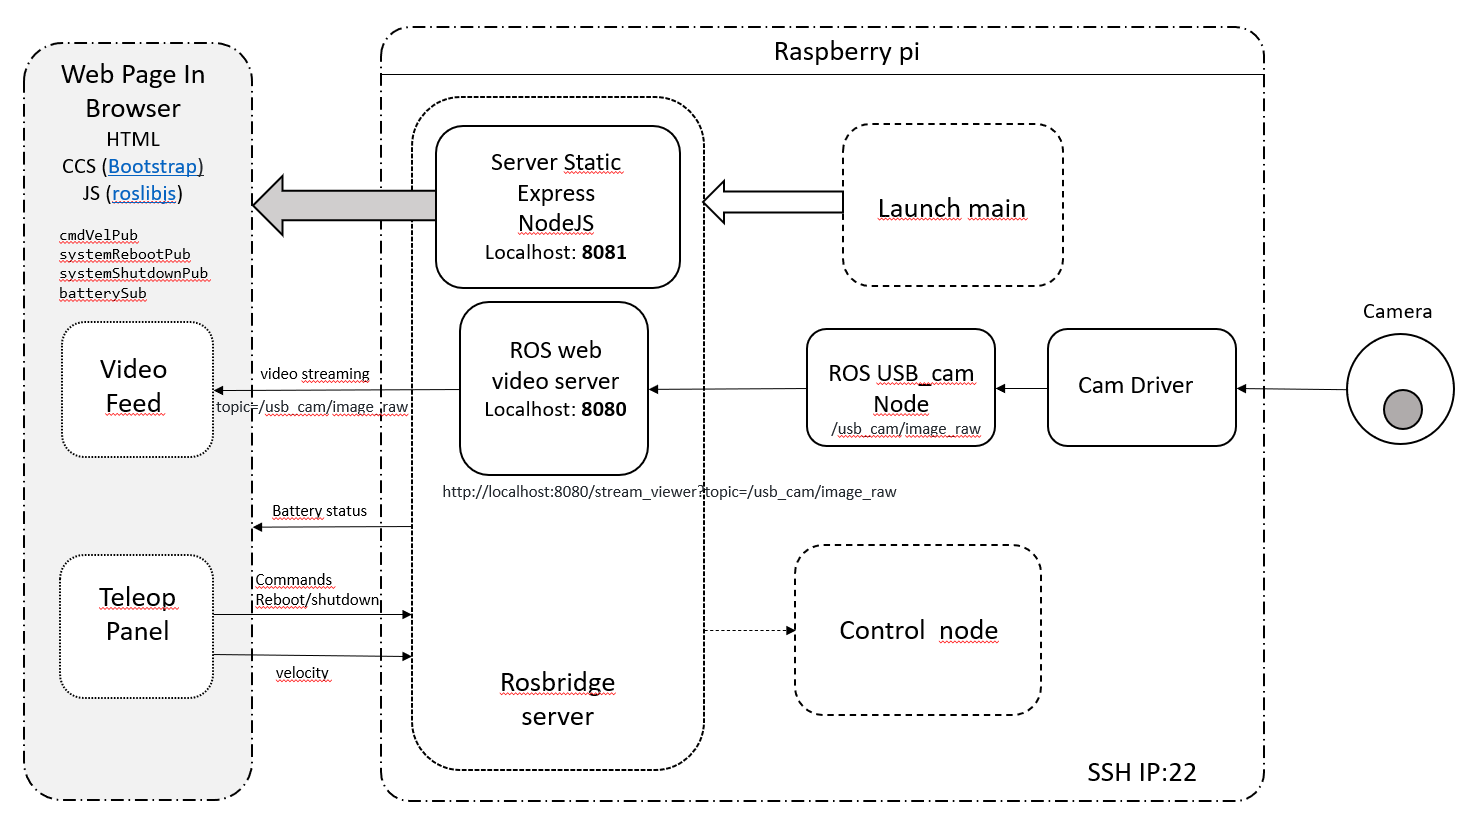 Raspberry pi
Web Page In
Browser
HTML
CCS (Bootstrap)
JS (roslibjs)
cmdVelPub
systemRebootPub
systemShutdownPub
batterySub
Server Static
Express
NodeJS
Localhost: 8081
Launch main
Camera
Video
Feed
video streaming
topic=/usb_cam/image_raw
ROS web
video server
Localhost: 8080
ROS USB_cam
Node
/usb_cam/image_raw
Cam Driver
http://localhost:8080/stream_viewer?topic=/usb_cam/image_raw
Battery status
Teleop
Panel
Commands
Reboot/shutdown
velocity
Control  node
Rosbridge
server
SSH IP:22